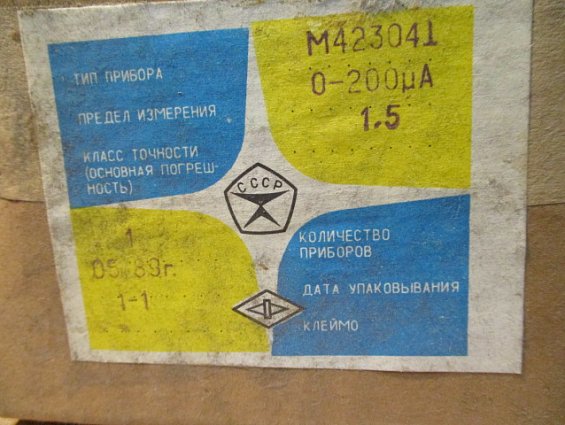 ТИП ПРИБОРА
ПРЕДЕЛ ИЗМЕРЕНИЯ
КЛАСС ТОЧНОСТИ
(ОСНОВНАЯ ПОГРЕШ-
НОСТЬ)
М423041
0-200µА
1.5
СССР
1
05.89г.
1-1
КОЛИЧЕСТВО
ПРИБОРОВ
ДАТА УПАКОВЫВАНИЯ
КЛЕЙМО